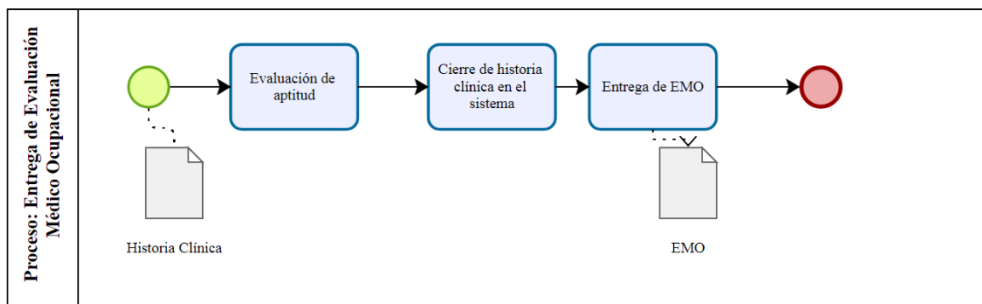 Proceso: Entrega de Evaluación
Médico Ocupacional
Evaluación de
aptitud
Cierre de historia
clínica en el
sistema
Entrega de EMO
Historia Clínica
EMO